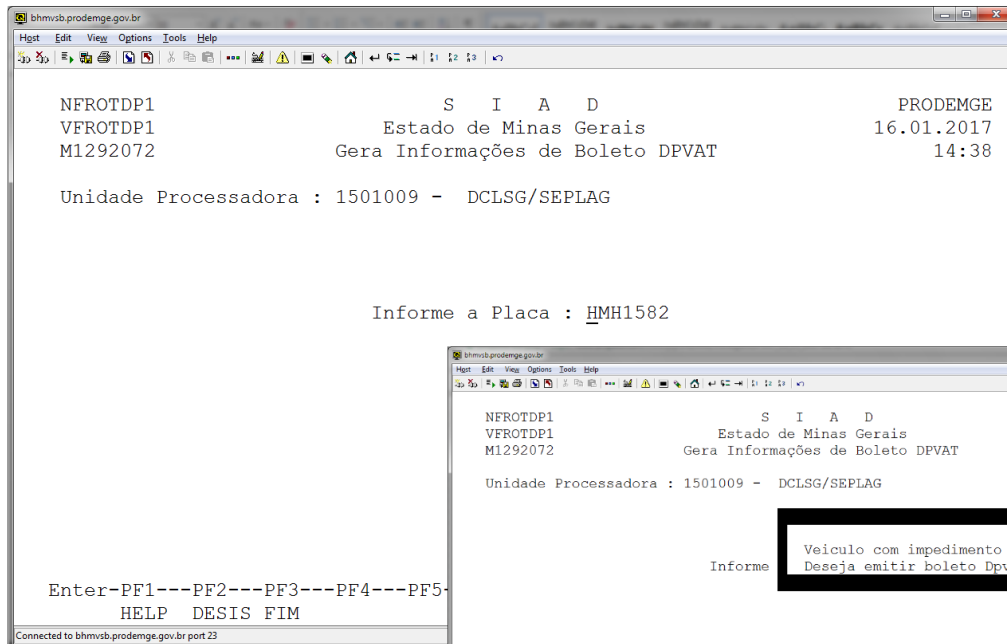 bhmvsb.prodemge.gov.br
Host Edit View Options Tools Help
NFROTDP1 S I A D PRODEMGE
VFROTDP1 Estado de Minas Gerais 16.01.2017
M1292072 Gera Informações de Boleto DPVAT 14:38
Unidade Processadora : 1501009 - DCLSG/SEPLAG
Informe a Placa : HMH1582
Enter-PF1---PF2---PF3---PF4---PF5-
HELP DESIS FIM
Connected to bhmvsb.prodemge.gov.br port 23
bhmvsb.prodemge.gov.br
Host Edit View Options Tools Help
NFROTDP1 S I A D
VFROTDP1 Estado de Minas Gerais
M1292072 Gera Informações de Boleto DPVAT
Unidade Processadora : 1501009 - DCLSG/SEPLAG
Veiculo com impedimento
Informe Deseja emitir boleto Dpv